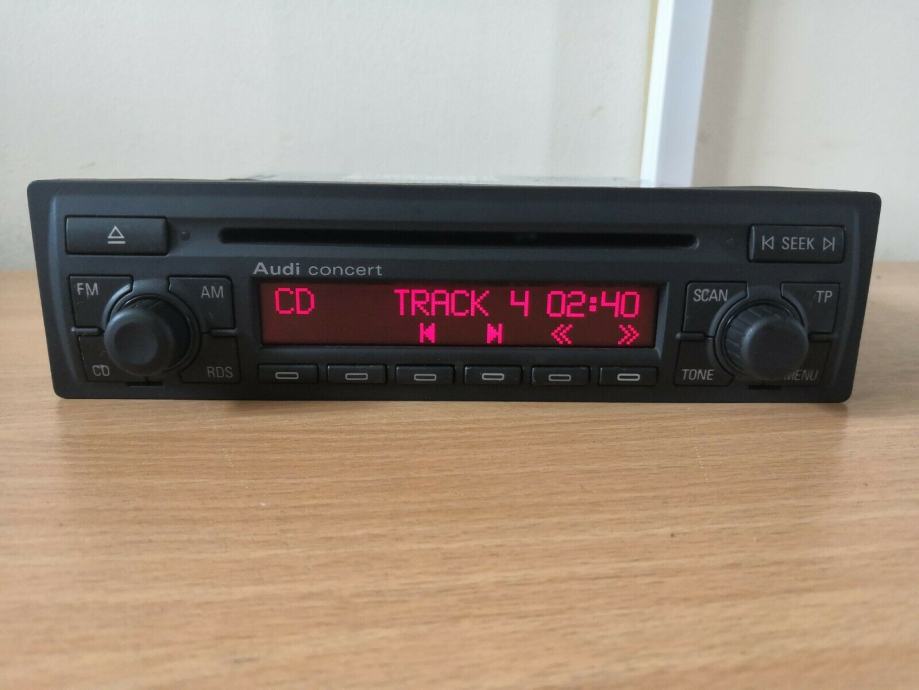 SEEK
Audi concert
FM AM
CD TRACK 4 02:40
SCAN TP
CD RDS
TONE MENU